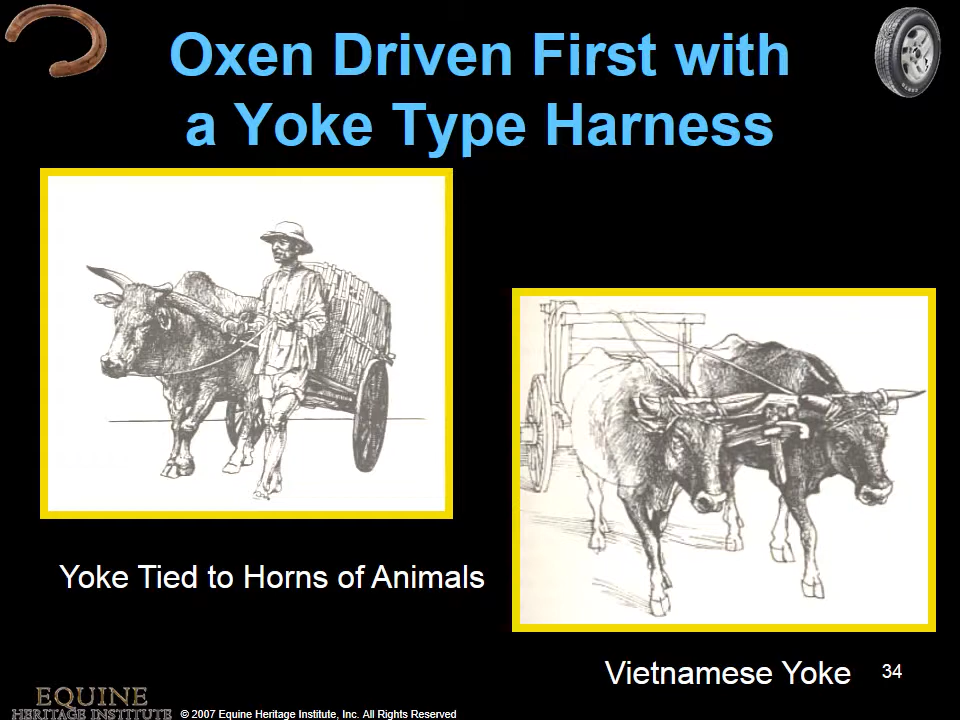 Oxen Driven First with
a Yoke Type Harness
Yoke Tied to Horns of Animals
Vietnamese Yoke
34
EQUINE
HERITAGE INSTITUTE
© 2007 Equine Heritage Institute, Inc. All Rights Reserved